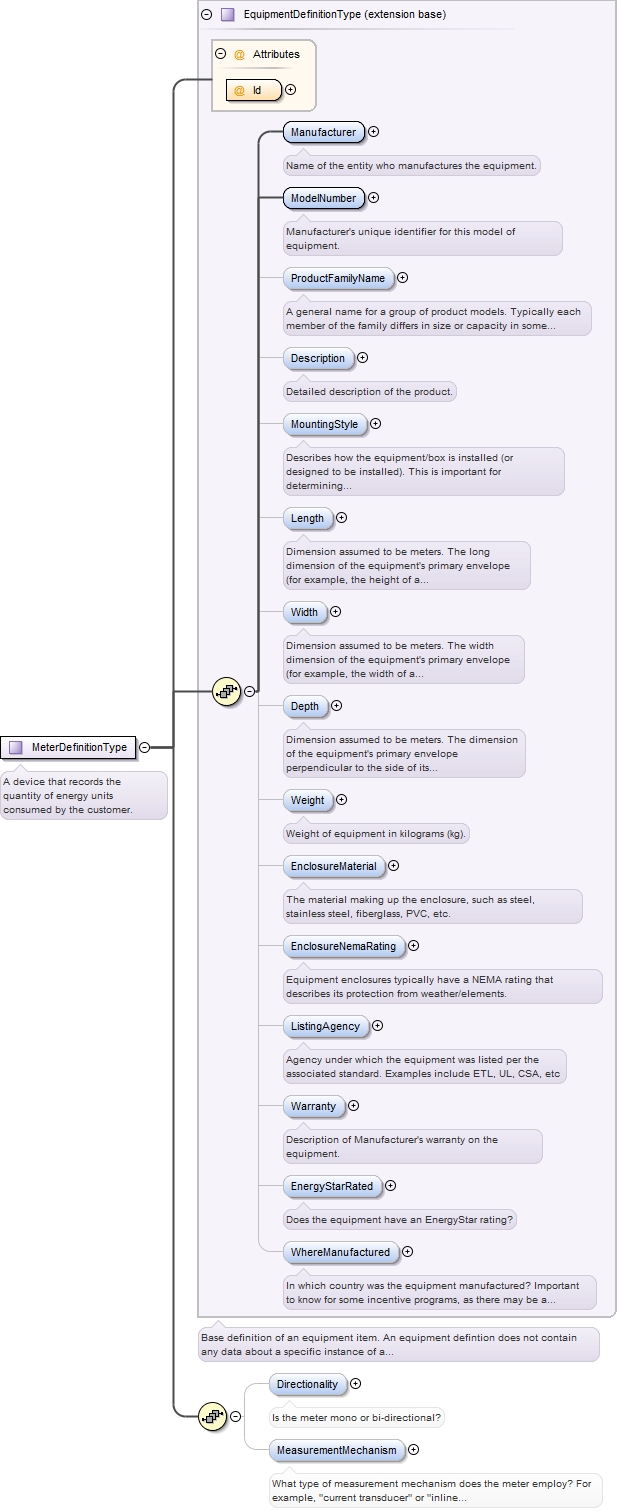 EquipmentDefinitionType (extension base)
@ Attributes
@ Id
Manufacturer
Name of the entity who manufactures the equipment.
ModelNumber
Manufacturer's unique identifier for this model of
equipment.
ProductFamilyName
A general name for a group of product models. Typically each
member of the family differs in size or capacity in some...
Description
Detailed description of the product.
MountingStyle
Describes how the equipment/box is installed (or
designed to be installed). This is important for
determining...
Length
Dimension assumed to be meters. The long
dimension of the equipment's primary envelope
(for example, the height of a...
Width
Dimension assumed to be meters. The width
dimension of the equipment's primary envelope
(for example, the width of a...
Depth
Dimension assumed to be meters. The dimension
of the equipment's primary envelope
perpendicular to the side of its...
MeterDefinitionType
A device that records the
quantity of energy units
consumed by the customer.
Weight
Weight of equipment in kilograms (kg).
EnclosureMaterial
The material making up the enclosure, such as steel,
stainless steel, fiberglass, PVC, etc.
EnclosureNemaRating
Equipment enclosures typically have a NEMA rating that
describes its protection from weather/elements.
ListingAgency
Agency under which the equipment was listed per the
associated standard. Examples include ETL, UL, CSA, etc
Warranty
Description of Manufacturer's warranty on the
equipment.
EnergyStarRated
Does the equipment have an EnergyStar rating?
WhereManufactured
In which country was the equipment manufactured? Important
to know for some incentive programs, as there may be a...
Base definition of an equipment item. An equipment defintion does not contain
any data about a specific instance of a...
Directionality
Is the meter mono or bi-directional?
MeasurementMechanism
What type of measurement mechanism does the meter employ? For
example, "current transducer" or "inline...